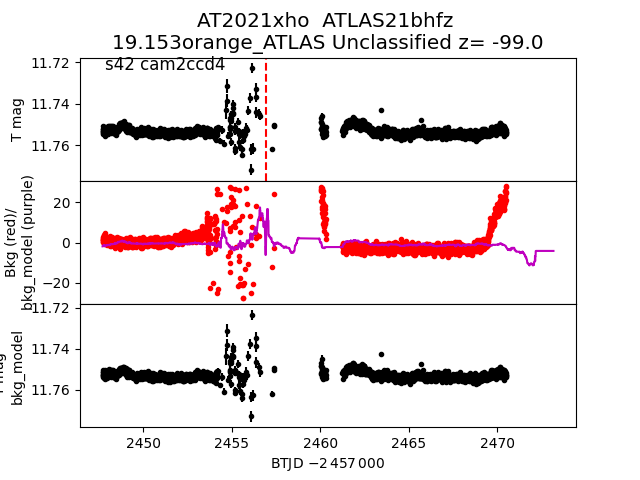 AT2021xho  ATLAS21bhfz
19.153orange_ATLAS Unclassified z= -99.0
s42 cam2ccd4
11.72
11.74
11.76
T mag
20
0
−20
Bkg (red)/
bkg_model (purple)
11.72
11.74
11.76
mag
bkg_model
2450
2455
2460
2465
2470
BTJD −2 457 000